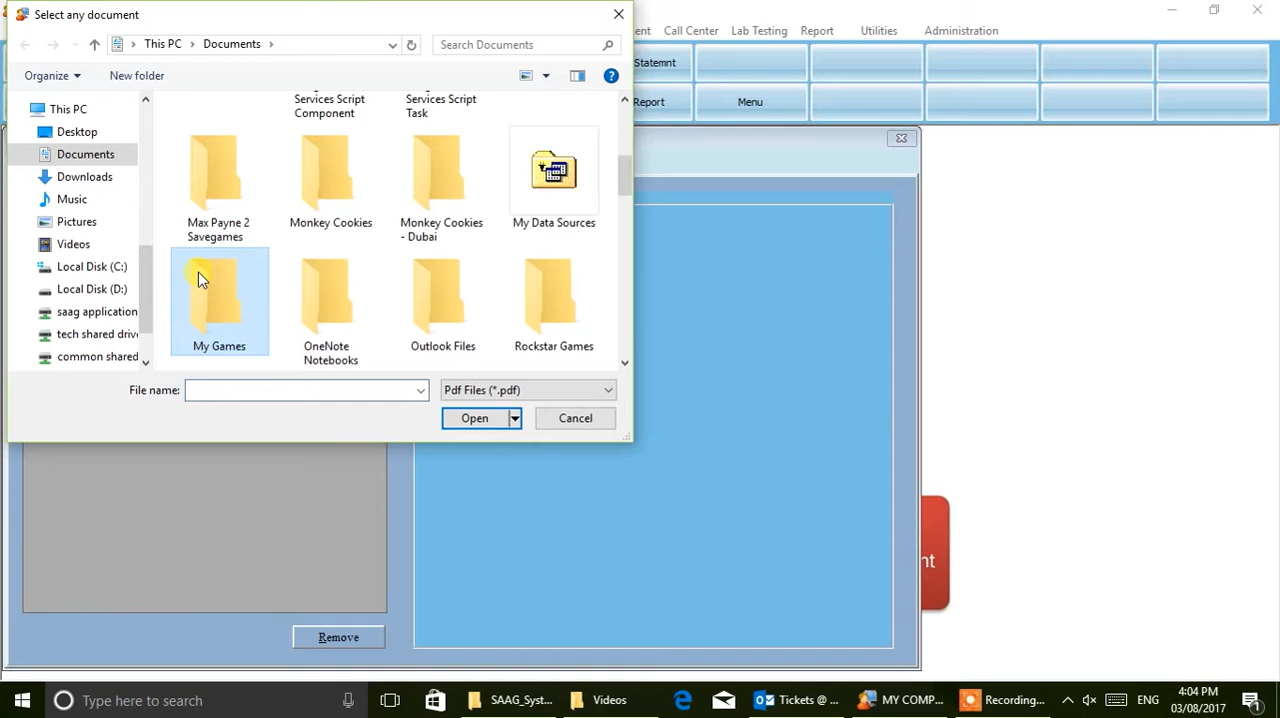 Select any document
This PC
Documents
Search Documents
Organize
New folder
This PC
Desktop
Documents
Downloads
Music
Pictures
Videos
Local Disk (C:)
Local Disk (D:)
saag application
tech shared drive
common shared
Services Script
Component
Services Script
Task
Max Payne 2
Savegames
Monkey Cookies
Monkey Cookies
- Dubai
My Data Sources
My Games
OneNote
Notebooks
Outlook Files
Rockstar Games
File name:
Pdf Files (*.pdf)
Open
Cancel
ent
Call Center
Lab Testing
Report
Utilities
Administration
Statemnt
Report
Menu
nt
Remove
Type here to search
SAAG_Syst...
Videos
Tickets @ ...
MY COMP...
Recording...
ENG
4:04 PM
03/08/2017
1